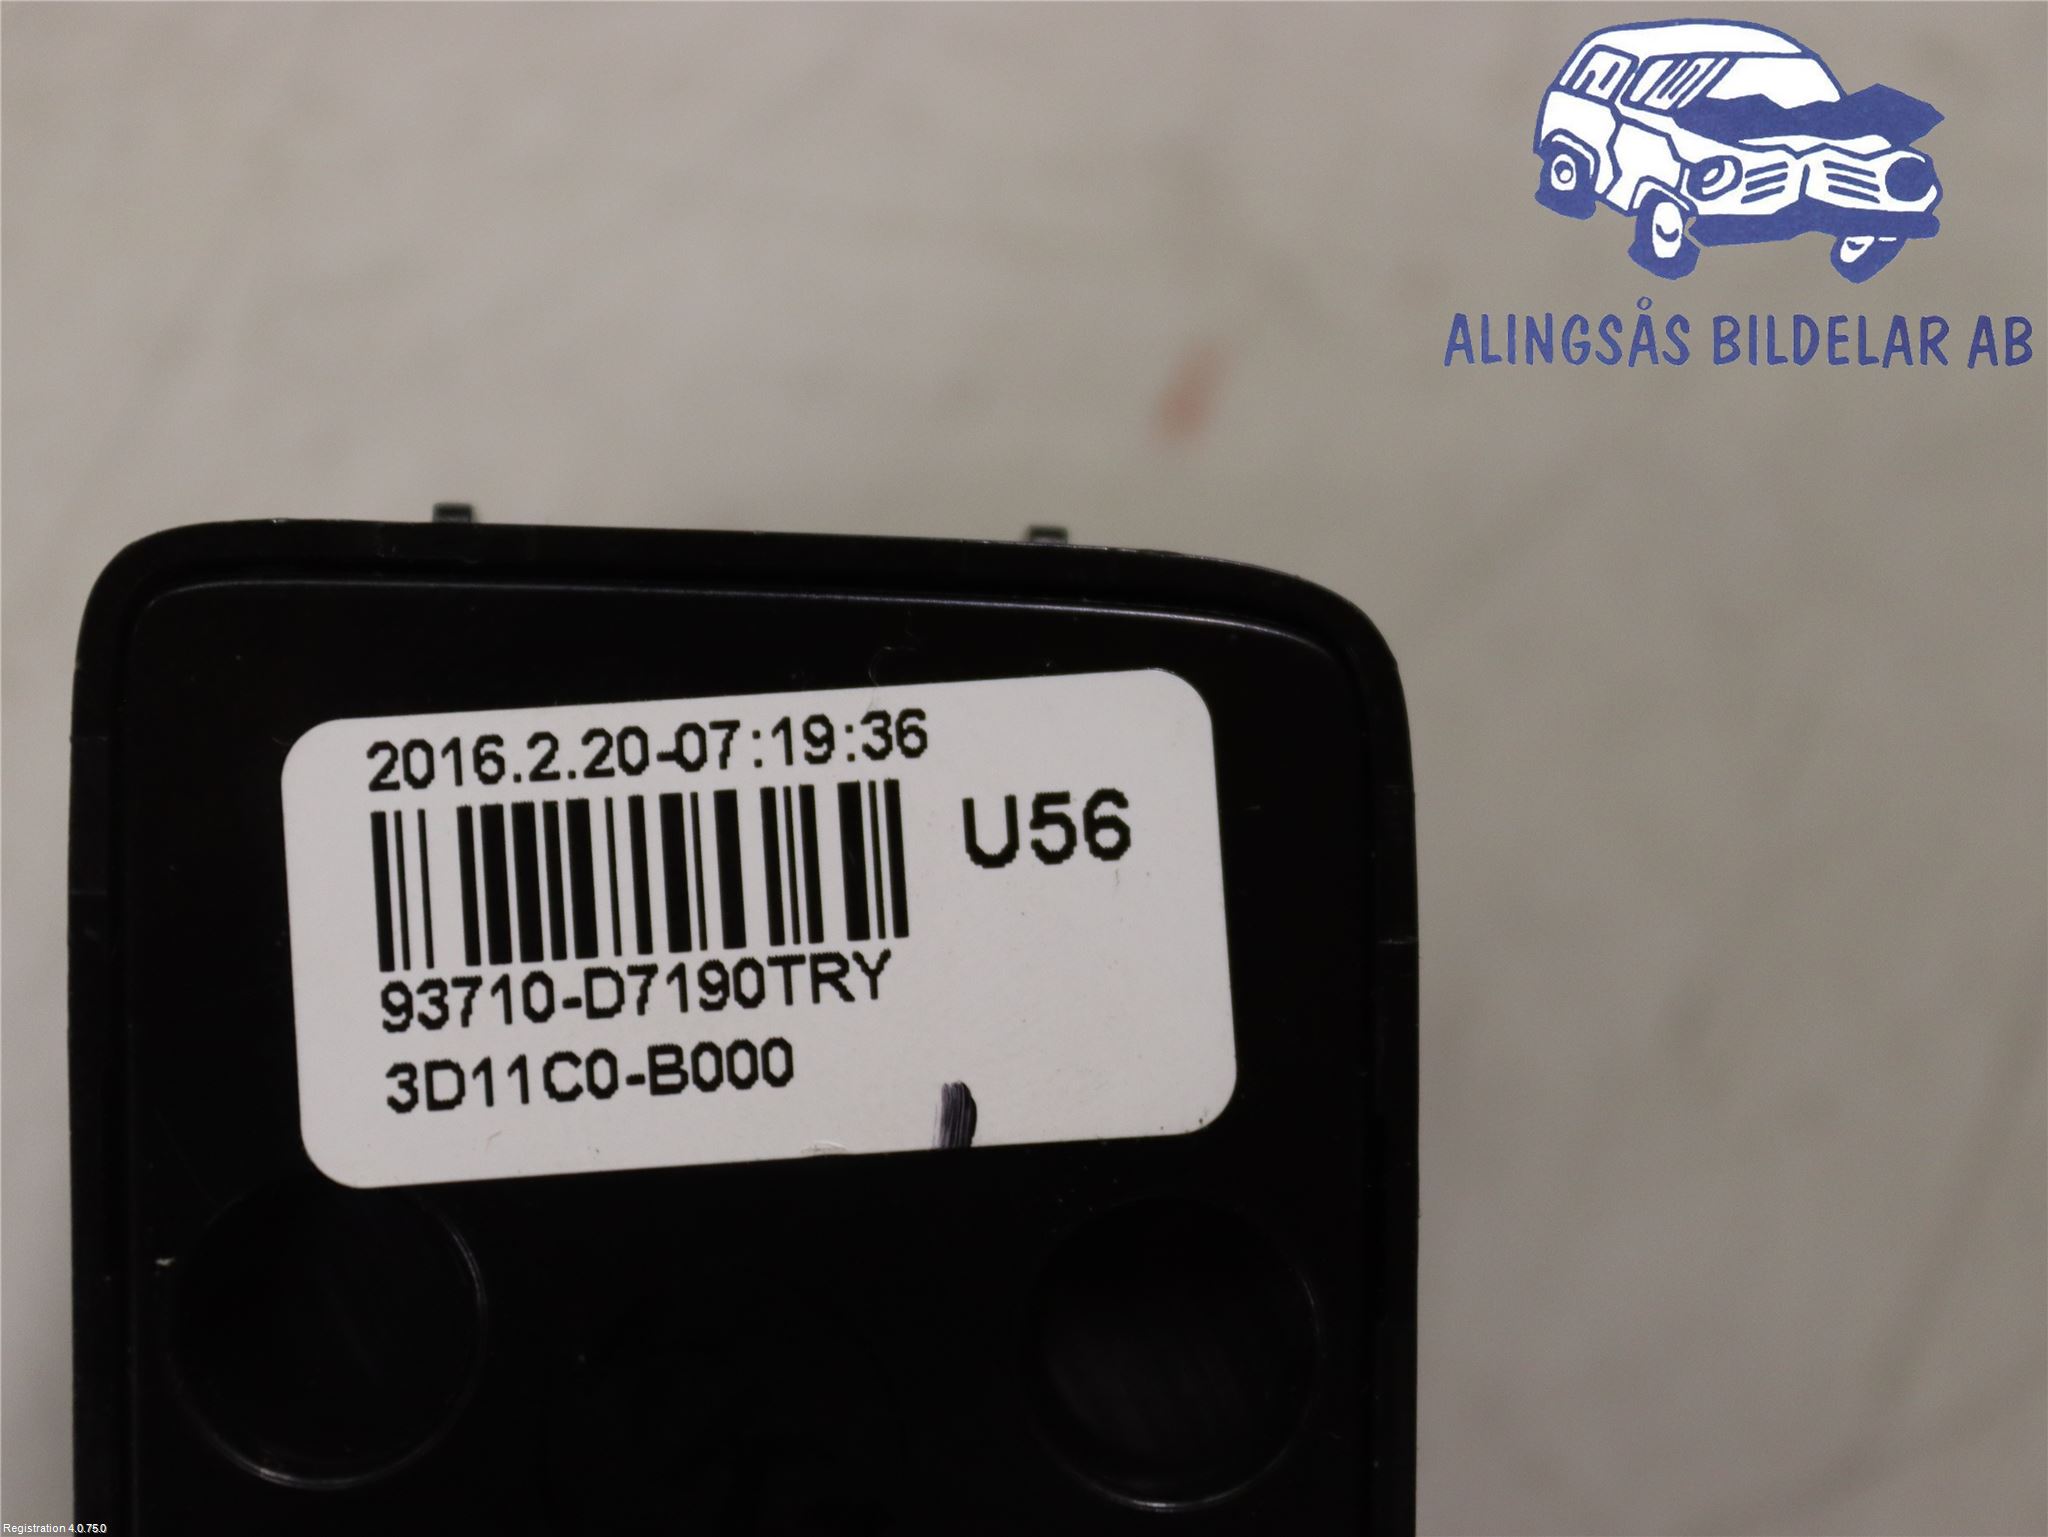 ALINGSÅS BILDELAR AB
2016.2.20-07:19:36
U56
93710-D7190TRY
3D11C0-B000
Registration 4.0.75.0